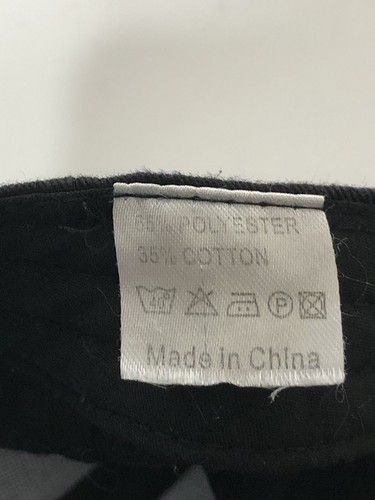 65% POLYESTER
35% COTTON
40° P
Made in China